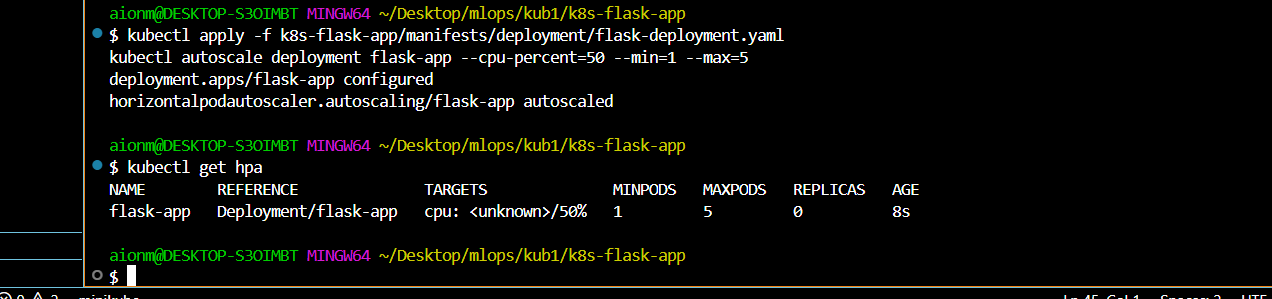 aionm@DESKTOP-S3OIMBT MINGW64 ~/Desktop/mlops/kub1/k8s-flask-app
$ kubectl apply -f k8s-flask-app/manifests/deployment/flask-deployment.yaml
kubectl autoscale deployment flask-app --cpu-percent=50 --min=1 --max=5
deployment.apps/flask-app configured
horizontalpodautoscaler.autoscaling/flask-app autoscaled
aionm@DESKTOP-S3OIMBT MINGW64 ~/Desktop/mlops/kub1/k8s-flask-app
$ kubectl get hpa
NAME REFERENCE TARGETS MINPODS MAXPODS REPLICAS AGE
flask-app Deployment/flask-app cpu: <unknown>/50% 1 5 0 8s
aionm@DESKTOP-S3OIMBT MINGW64 ~/Desktop/mlops/kub1/k8s-flask-app
$